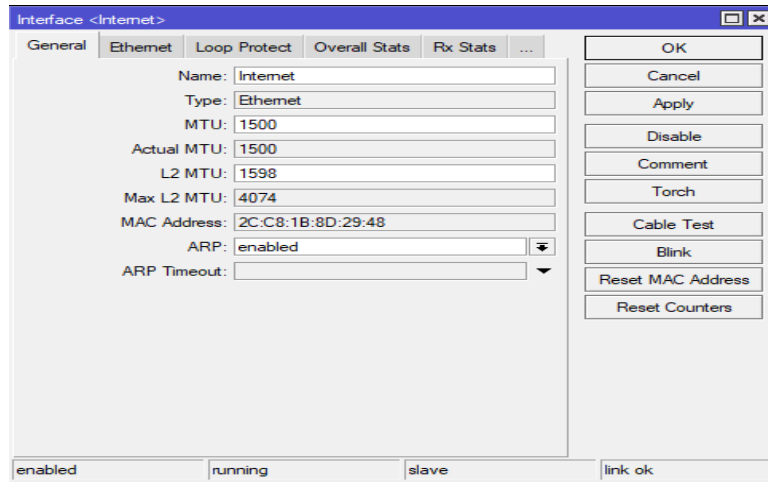 Interface <Internet>
General Ethernet Loop Protect Overall Stats Rx Stats ...
Name: Internet
Type: Ethernet
MTU: 1500
Actual MTU: 1500
L2 MTU: 1598
Max L2 MTU: 4074
MAC Address: 2C:C8:1B:8D:29:48
ARP: enabled
ARP Timeout:
OK
Cancel
Apply
Disable
Comment
Torch
Cable Test
Blink
Reset MAC Address
Reset Counters
enabled running slave link ok